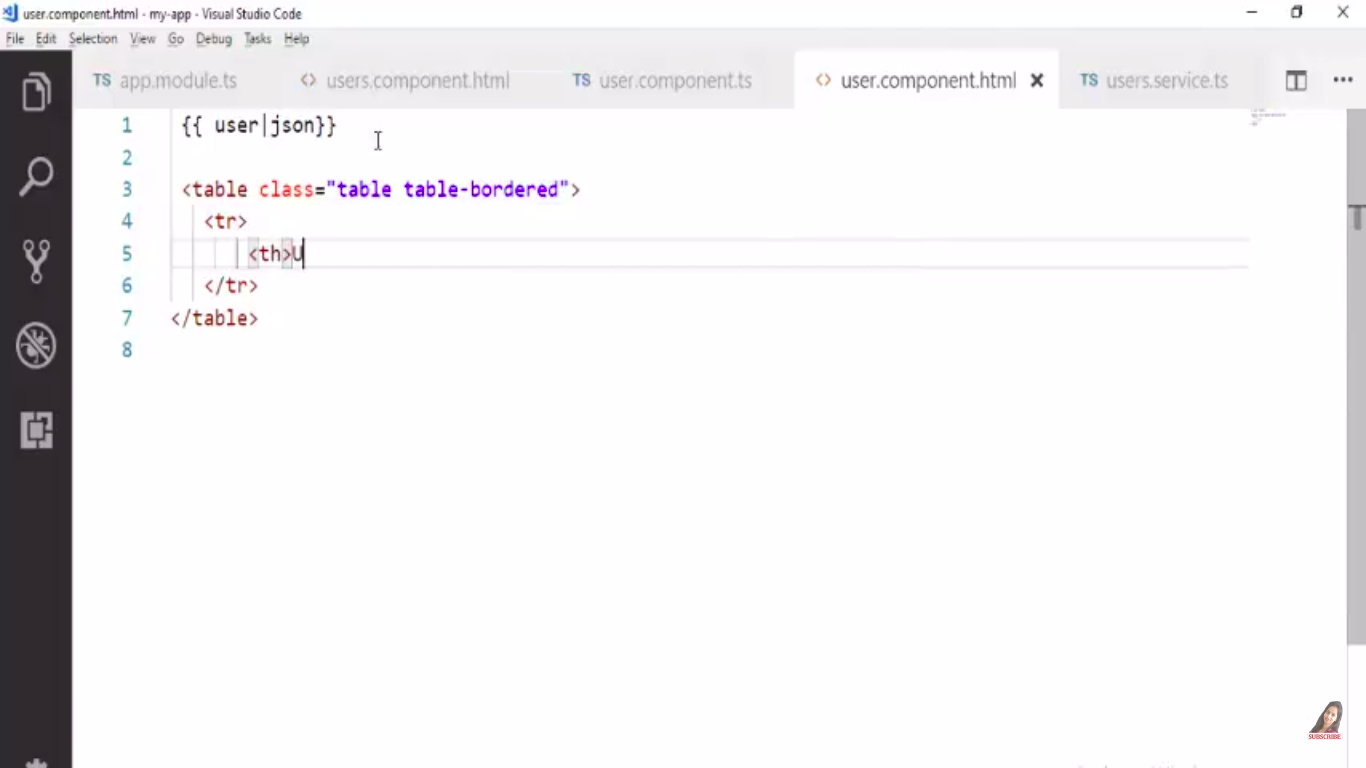 user.component.html - my-app - Visual Studio Code
File Edit Selection View Go Debug Tasks Help
TS app.module.ts <> users.component.html TS user.component.ts <> user.component.html TS users.service.ts
1 {{ user|json}}
2
3 <table class="table table-bordered">
4 <tr>
5 <th>U
6 </tr>
7 </table>
8
SUBSCRIBE